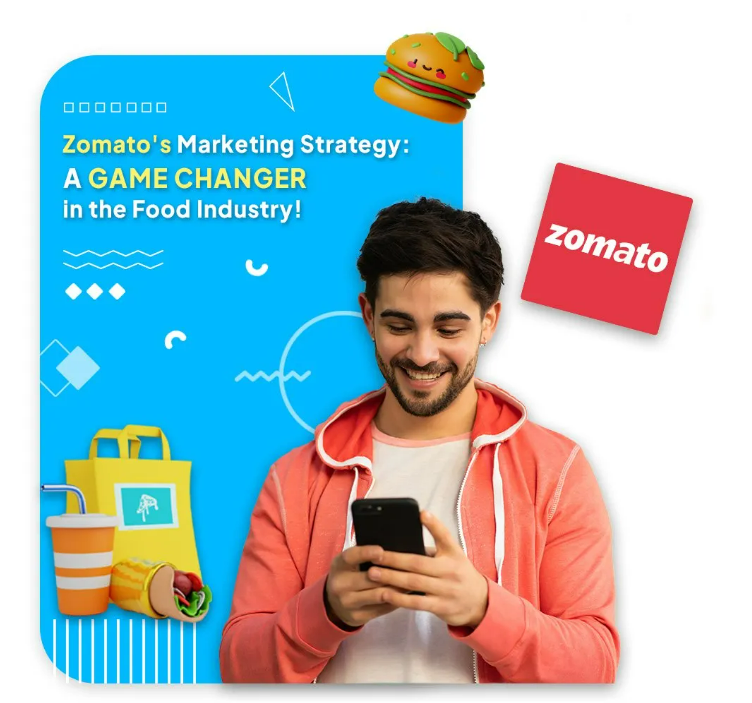 Zomato's Marketing Strategy:
A GAME CHANGER
in the Food Industry!
zomato